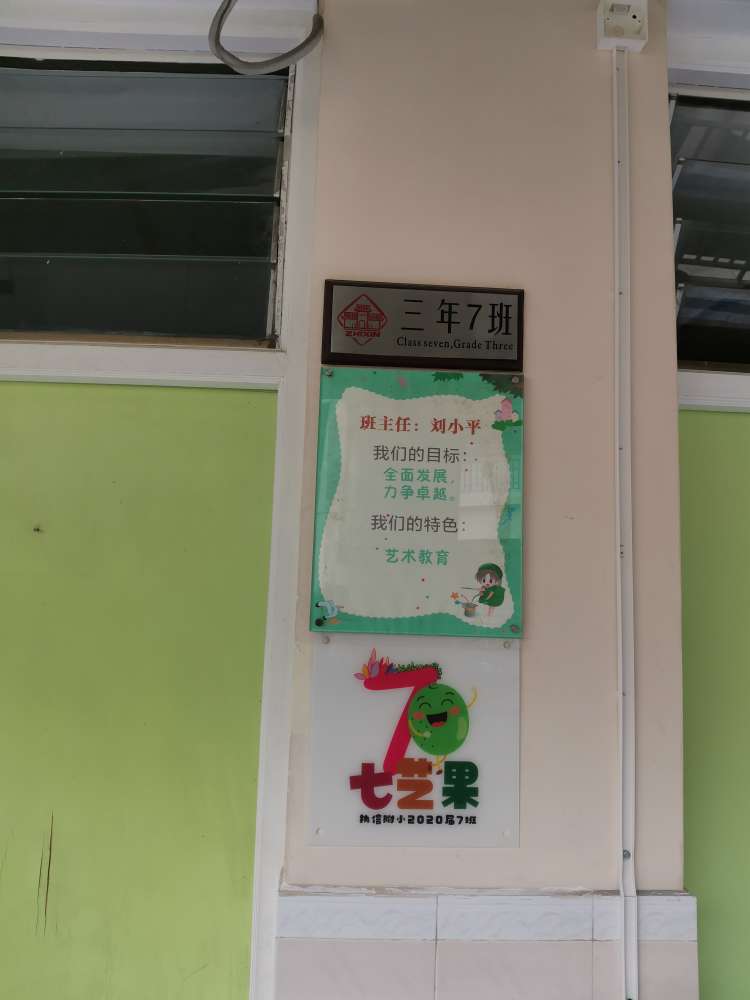 三年7班
ZHIXIN
Class seven,Grade Three
班主任：刘小平
我们的目标：
全面发展，
力争卓越。
我们的特色：
艺术教育
7
七艺果
执信附小2020届7班